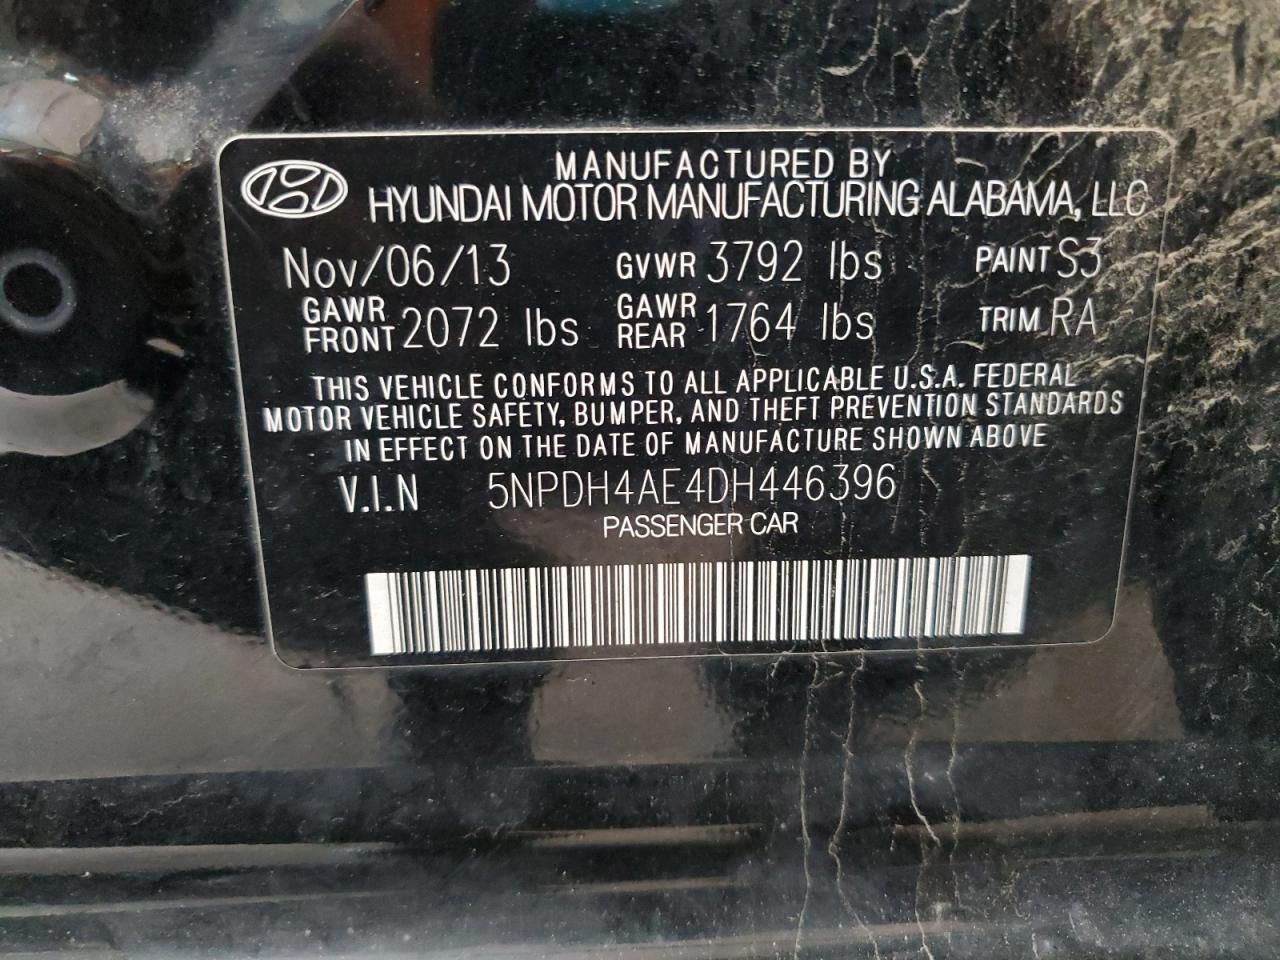 MANUFACTURED BY
HYUNDAI MOTOR MANUFACTURING ALABAMA, LLC
Nov/06/13 GVWR 3792 lbs PAINT S3
GAWR FRONT 2072 lbs GAWR REAR 1764 lbs TRIM RA
THIS VEHICLE CONFORMS TO ALL APPLICABLE U.S.A. FEDERAL
MOTOR VEHICLE SAFETY, BUMPER, AND THEFT PREVENTION STANDARDS
IN EFFECT ON THE DATE OF MANUFACTURE SHOWN ABOVE
V.I.N 5NPDH4AE4DH446396
PASSENGER CAR